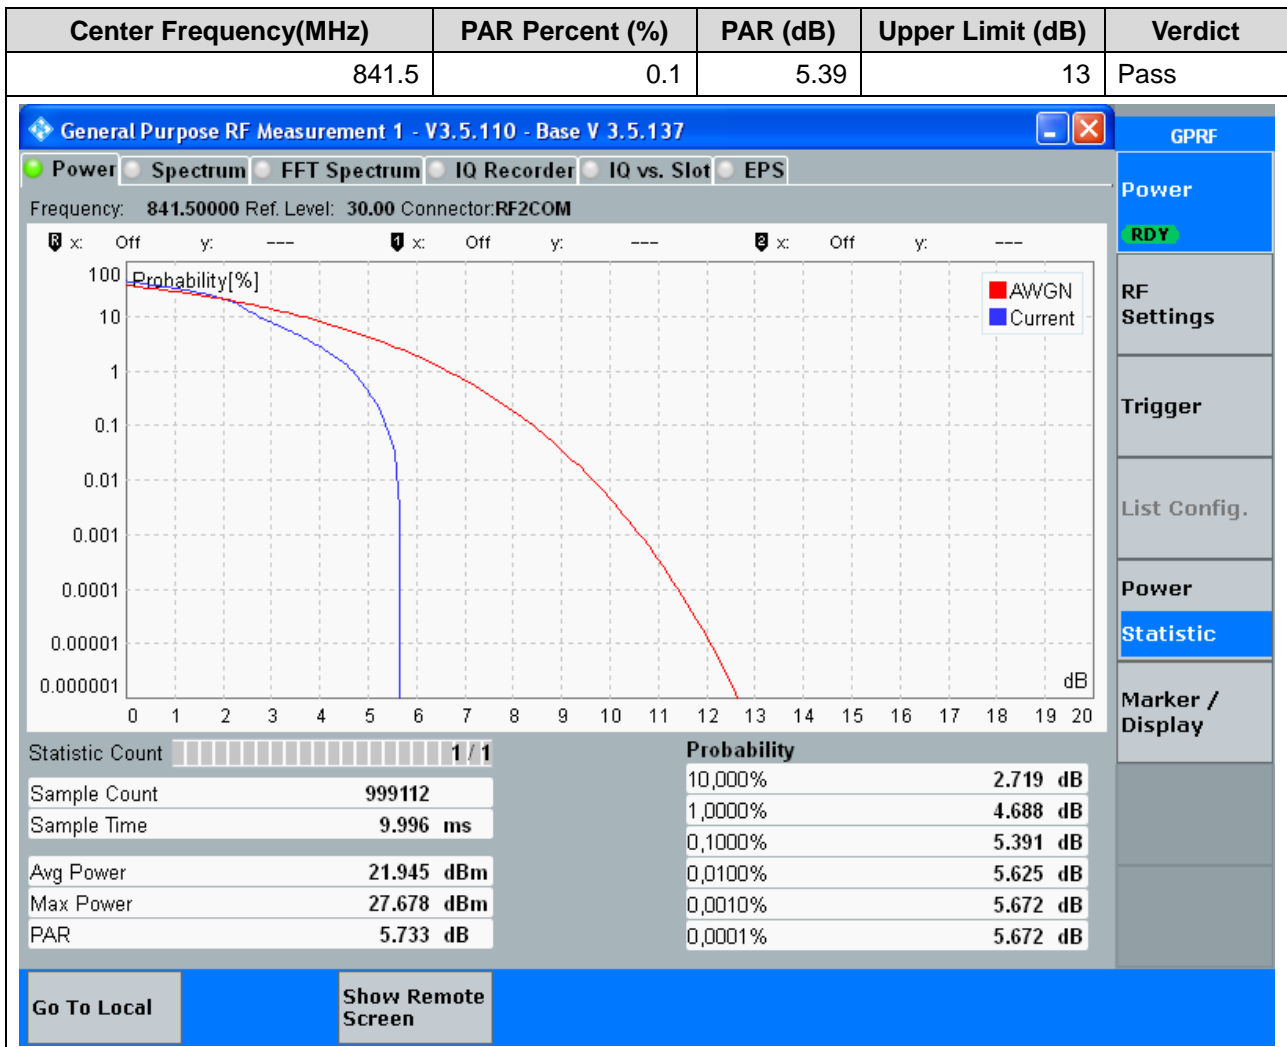 Center Frequency(MHz) PAR Percent (%) PAR (dB) Upper Limit (dB) Verdict
841.5 0.1 5.39 13 Pass
General Purpose RF Measurement 1 - V3.5.110 - Base V 3.5.137
GPRF
Power Spectrum FFT Spectrum IQ Recorder IQ vs. Slot EPS
Power
RDY
Frequency: 841.50000 Ref. Level: 30.00 Connector:RF2COM
R x: Off y: --- 1 x: Off y: --- 2 x: Off y: ---
Probability[%]
AWGN
Current
100
10
1
0.1
0.01
0.001
0.0001
0.00001
0.000001
dB
0 1 2 3 4 5 6 7 8 9 10 11 12 13 14 15 16 17 18 19 20
RF
Settings
Trigger
List Config.
Power
Statistic
Marker /
Display
Statistic Count 1 / 1
Sample Count 999112
Sample Time 9.996 ms
Avg Power 21.945 dBm
Max Power 27.678 dBm
PAR 5.733 dB
Probability
10,000% 2.719 dB
1,0000% 4.688 dB
0,1000% 5.391 dB
0,0100% 5.625 dB
0,0010% 5.672 dB
0,0001% 5.672 dB
Go To Local
Show Remote
Screen